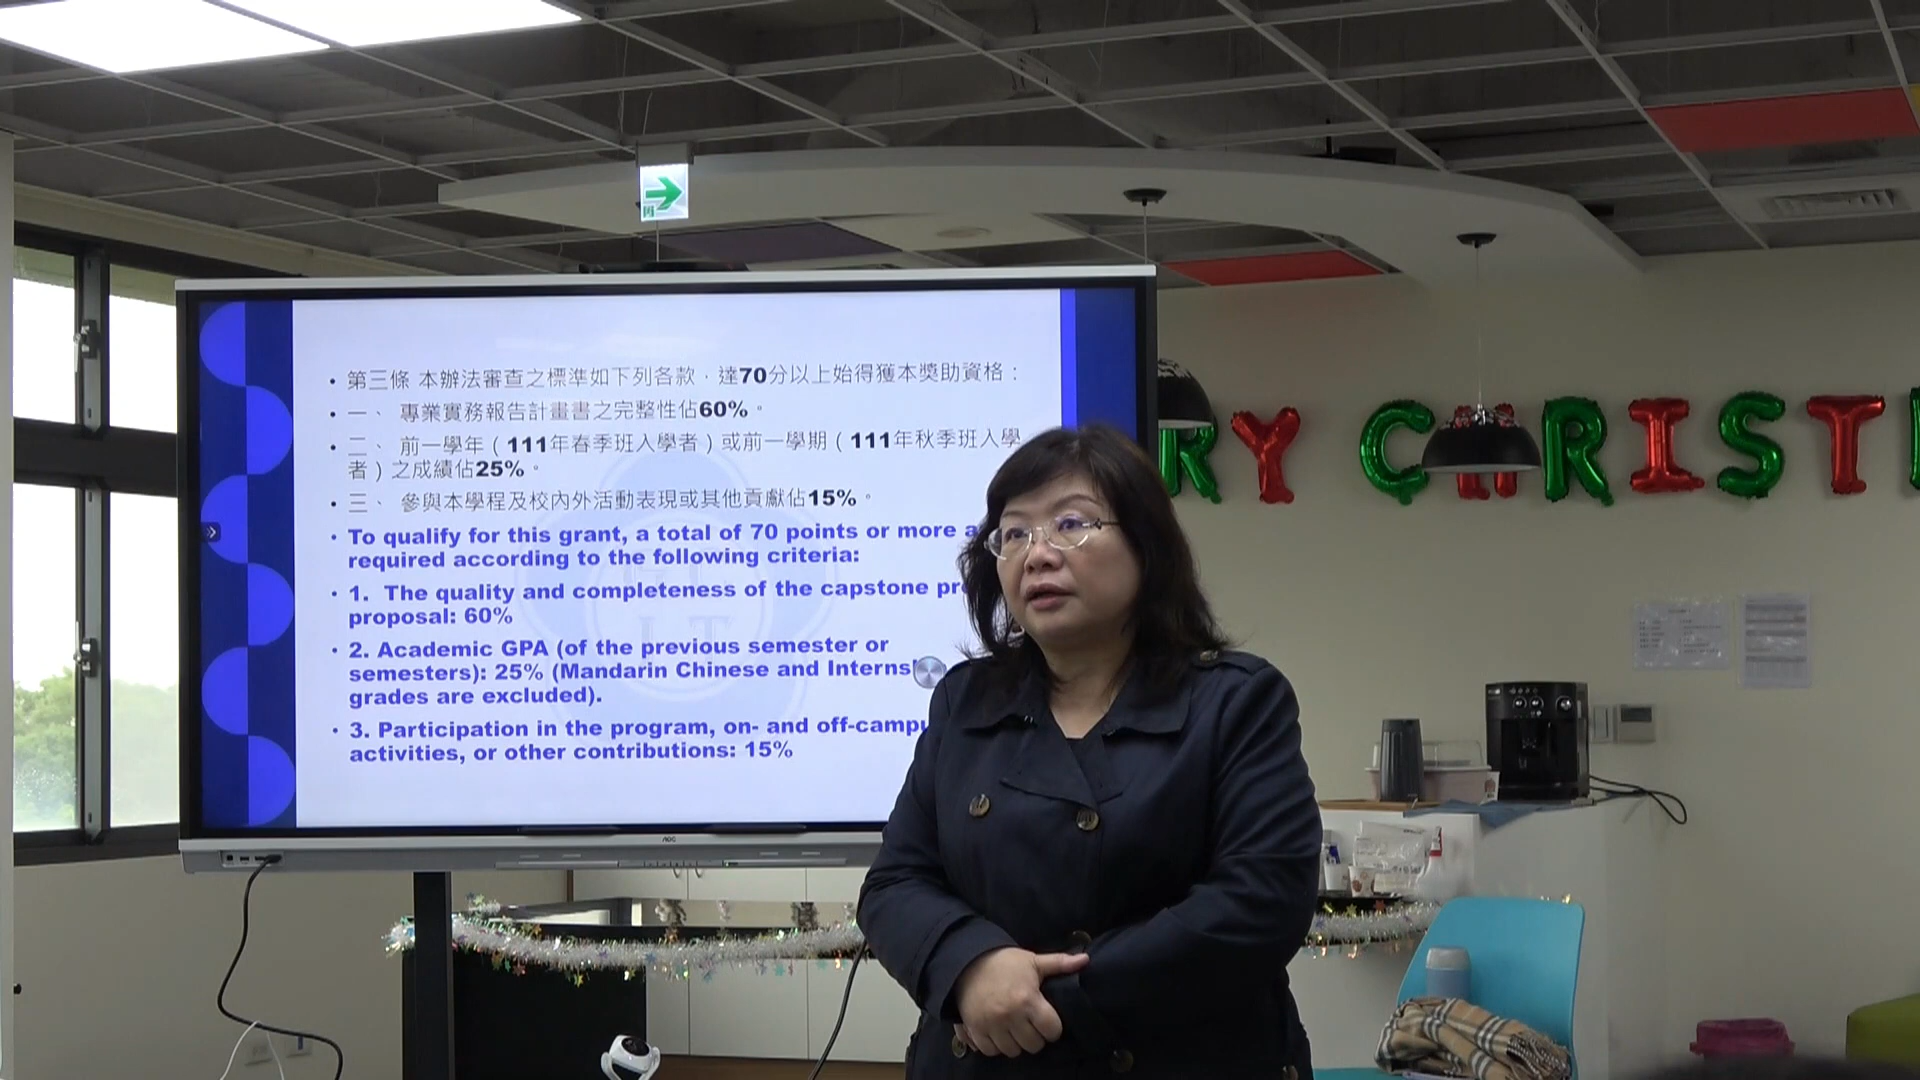 第三條 本辦法審查之標準如下列各款，達70分以上始得獲本獎助資格：
一、 專業實務報告計畫書之完整性佔60%。
二、 前一學年（111年春季班入學者）或前一學期（111年秋季班入學
者）之成績佔25%。
三、 參與本學程及校內外活動表現或其他貢獻佔15%。
To qualify for this grant, a total of 70 points or more
required according to the following criteria:
1. The quality and completeness of the capstone
proposal: 60%
2. Academic GPA (of the previous semester or
semesters): 25% (Mandarin Chinese and
grades are excluded).
3. Participation in the program, on- and
activities, or other contributions: 15%
AOC
RY CHRIST